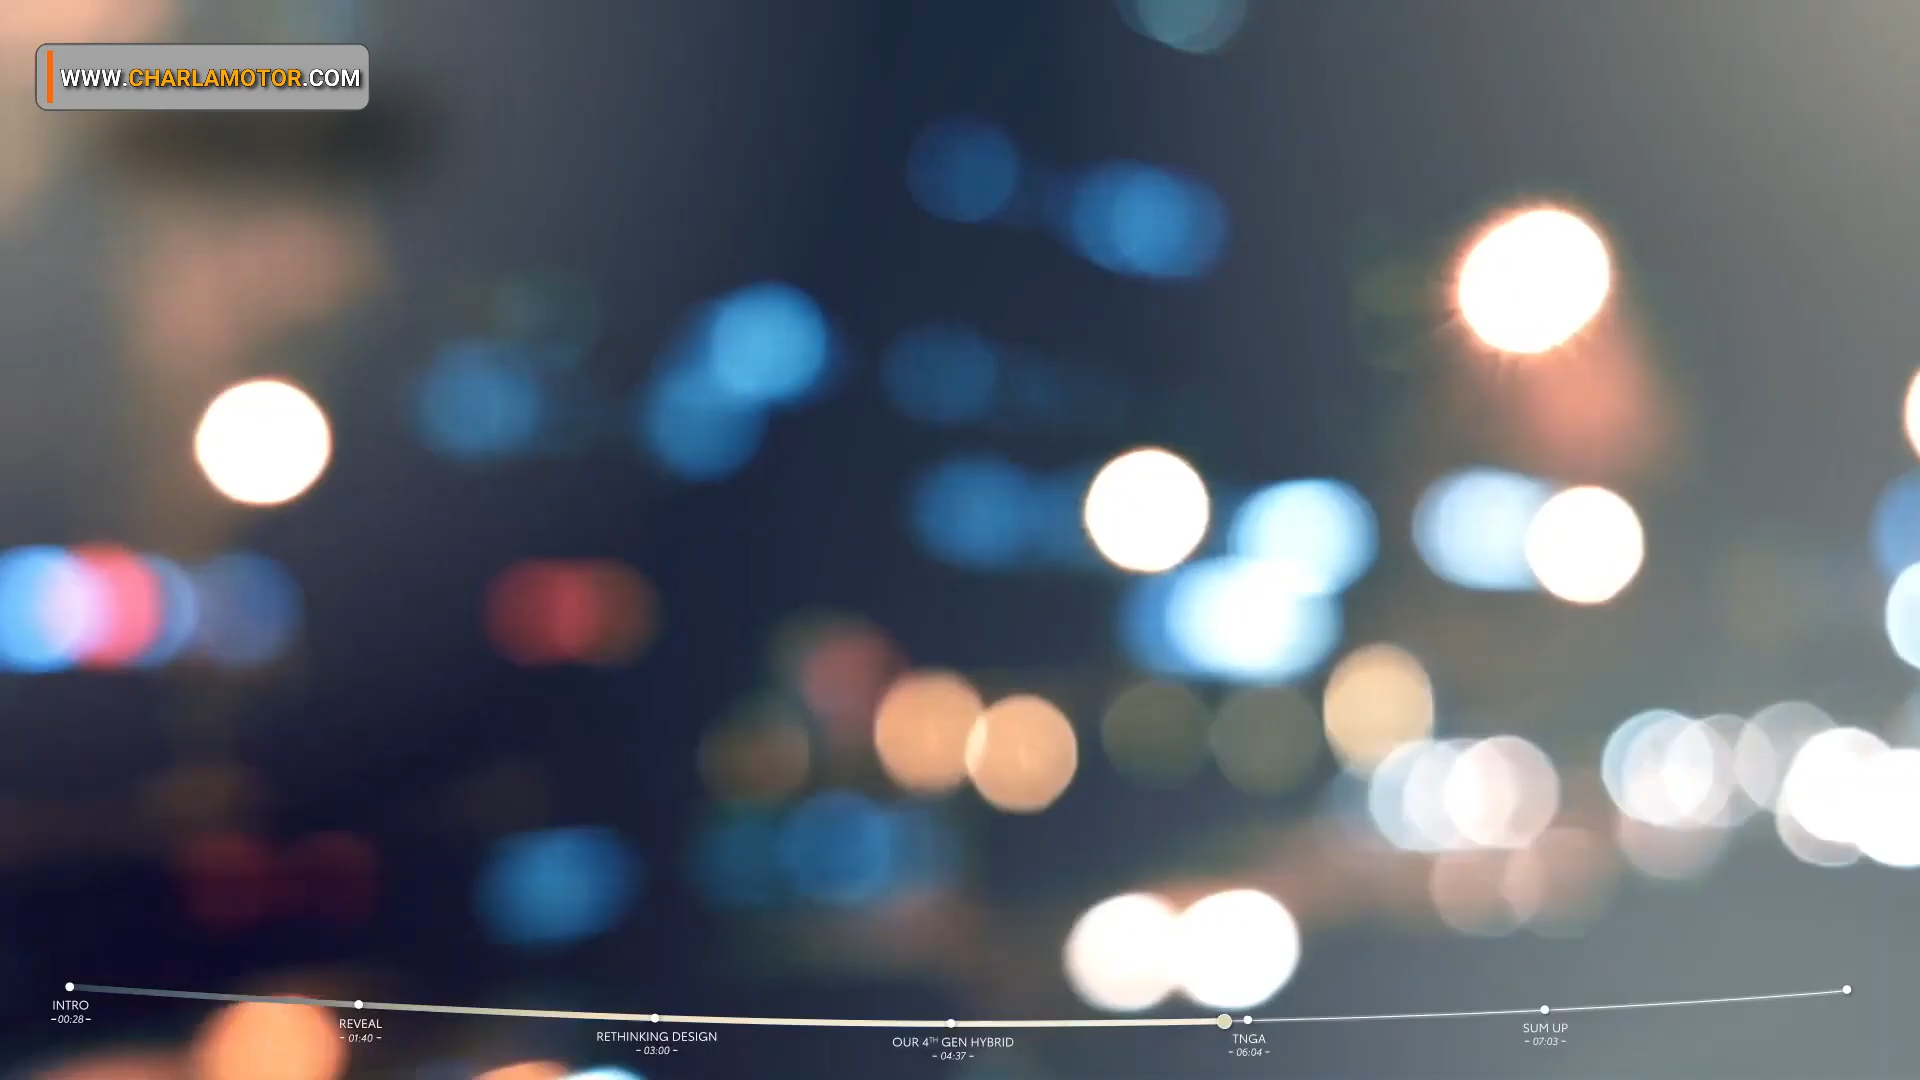 WWW.CHARLAMOTOR.COM
INTRO
-00:28-
REVEAL
- 01:40 -
RETHINKING DESIGN
- 03:00 -
OUR 4TH GEN HYBRID
- 04:37 -
TNGA
- 06:04 -
SUM UP
- 07:03 -